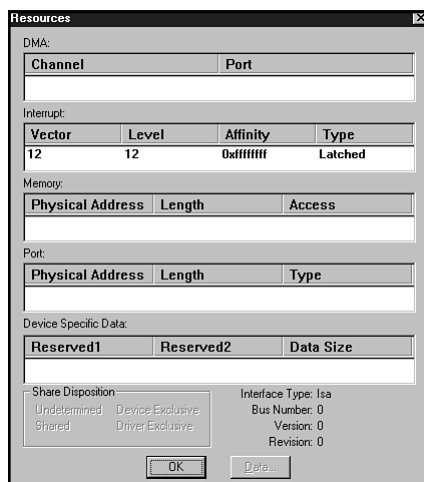 Resources
DMA:
Channel Port
Interrupt:
Vector Level Affinity Type
12 12 0xffffffff Latched
Memory:
Physical Address Length Access
Port:
Physical Address Length Type
Device Specific Data:
Reserved1 Reserved2 Data Size
Share Disposition
Undetermined Device Exclusive
Shared Driver Exclusive
Interface Type: Isa
Bus Number: 0
Version: 0
Revision: 0
OK Data...